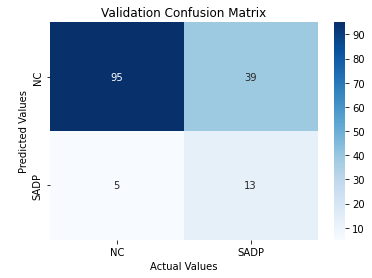 Validation Confusion Matrix
Predicted Values
NC
95
39
SADP
5
13
NC
SADP
Actual Values
90
80
70
60
50
40
30
20
10